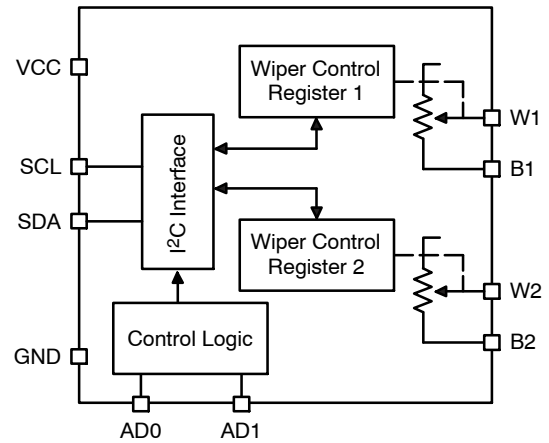 VCC
Wiper Control
Register 1
W1
SCL
B1
I²C Interface
SDA
Wiper Control
Register 2
W2
Control Logic
B2
GND
AD0
AD1